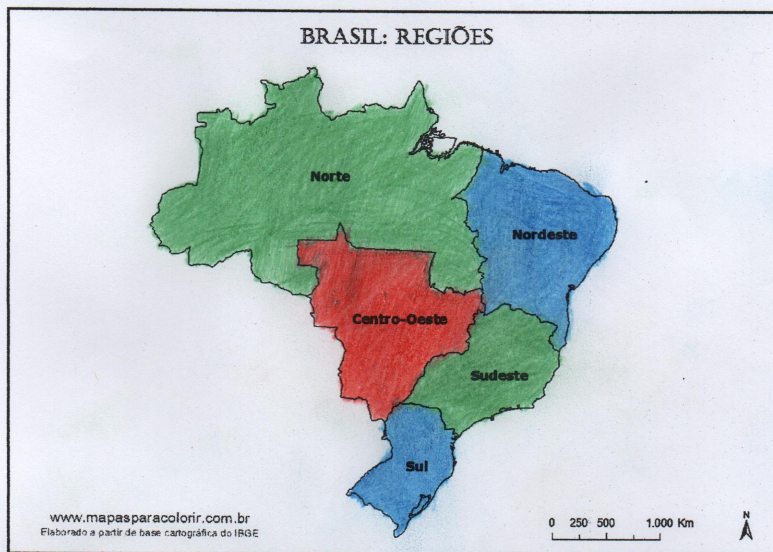 BRASIL: REGIÕES
Norte
Nordeste
Centro-Oeste
Sudeste
Sul
www.mapasparacolorir.com.br
Elaborado a partir de base cartográfica do IBGE
0 250 500 1.000 Km
N